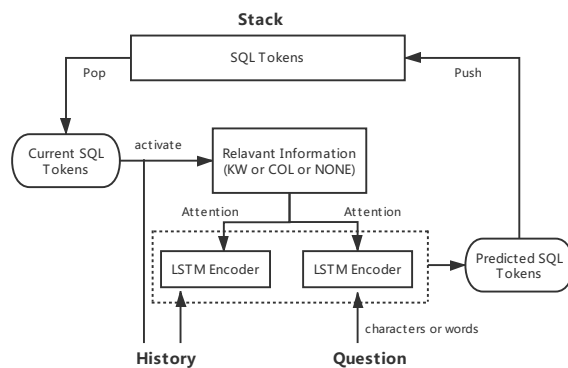 Stack
SQL Tokens
Pop
Push
activate
Current SQL
Tokens
Relavant Information
(KW or COL or NONE)
Attention
Attention
LSTM Encoder
LSTM Encoder
Predicted SQL
Tokens
characters or words
History
Question